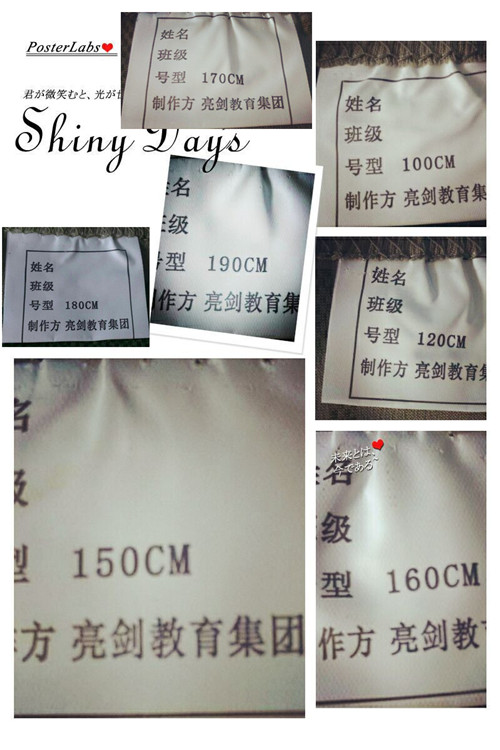 PosterLabs❤
君が微笑むと、光が
Shiny Days
姓名
班级
号型 170CM
制作方 亮剑教育集团
姓名
班级
号型 100CM
制作方 亮剑教育集
名
级
型 190CM
作方 亮剑教育集
姓名
班级
号型 180CM
制作方 亮剑教育集团
姓名
班级
号型 120CM
制作方 亮剑教育集
名
级
型 150CM
作方 亮剑教育集团
未来とは、
今である~
名
级
型 160CM
作方 亮剑教育